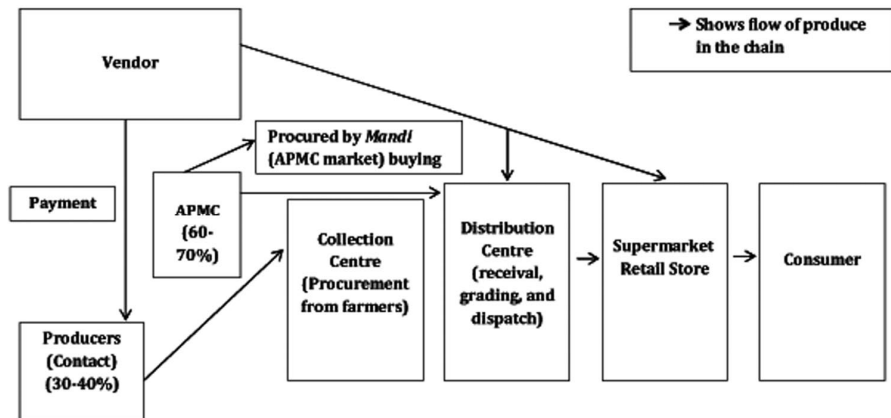 Vendor
Shows flow of produce
in the chain
Procured by Mandi
(APMC market) buying
Payment
APMC
(60-
70%)
Collection
Centre
(Procurement
from farmers)
Distribution
Centre
(receival,
grading, and
dispatch)
Supermarket
Retail Store
Consumer
Producers
(Contact)
(30-40%)